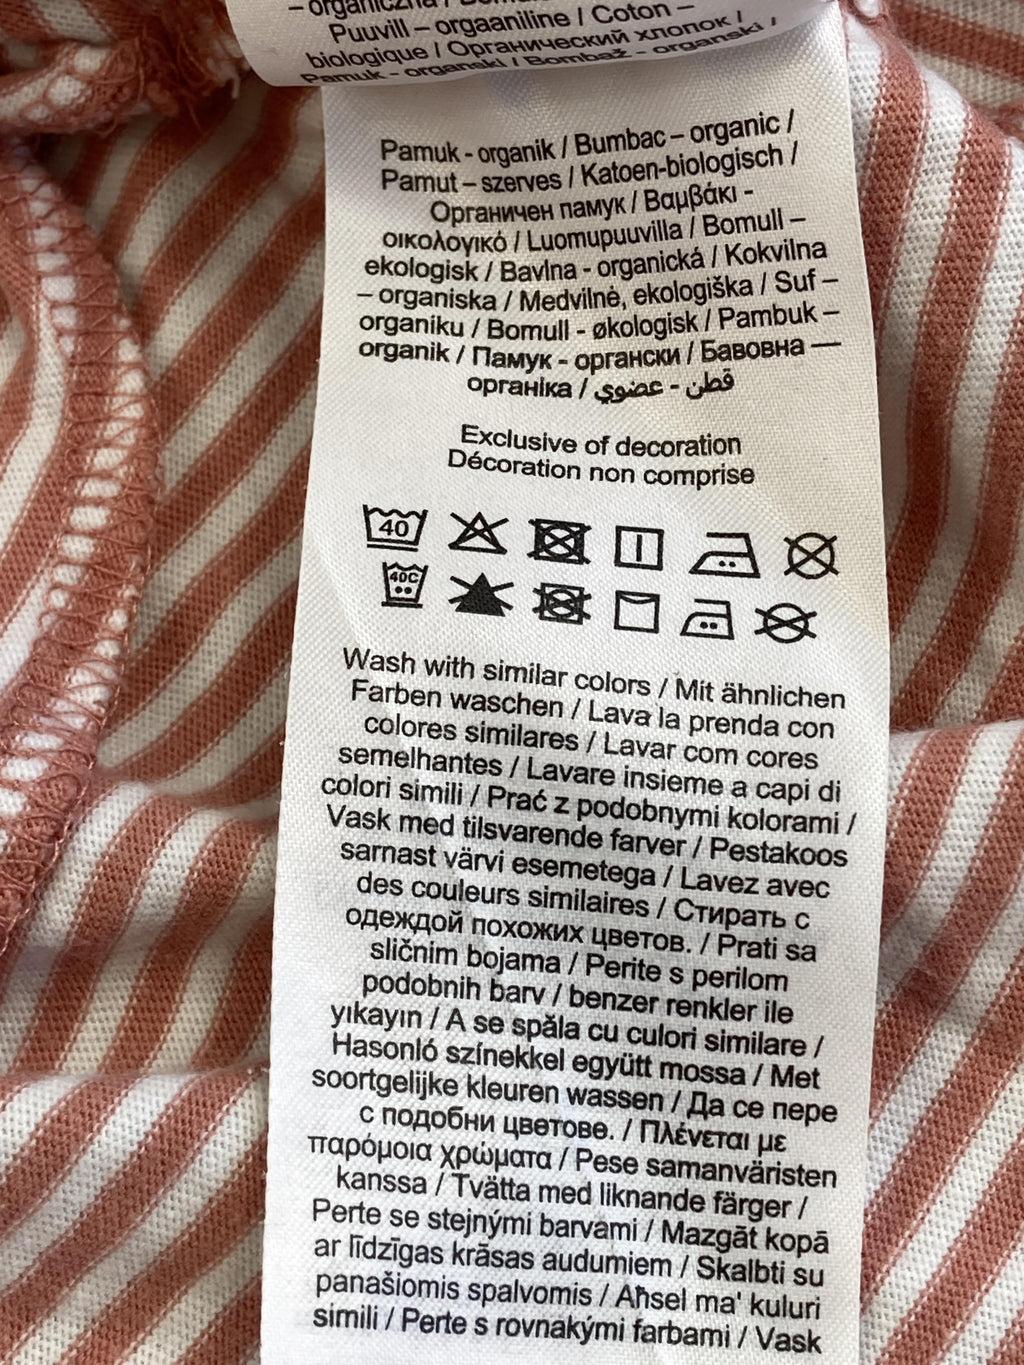 – organiczna /
Puuvill – orgaaniline / Coton –
biologique / Органический хлопок /
Pamuk - organski / Bombaž - organski /
Pamuk - organik / Bumbac – organic /
Pamut – szerves / Katoen-biologisch /
Органичен памук / Βαμβάκι -
οικολογικό / Luomupuuvilla / Bomull –
ekologisk / Bavlna - organická / Kokvilna
– organiska / Medvilnė, ekologiška / Suf –
organiku / Bomull - økologisk / Pambuk –
organik / Памук - органски / Бавовна —
органіка / قطن - عضوي
Exclusive of decoration
Décoration non comprise
40
40C
Wash with similar colors / Mit ähnlichen
Farben waschen / Lava la prenda con
colores similares / Lavar com cores
semelhantes / Lavare insieme a capi di
colori simili / Prać z podobnymi kolorami /
Vask med tilsvarende farver / Pestakoos
sarnast värvi esemetega / Lavez avec
des couleurs similaires / Стирать с
одеждой похожих цветов. / Prati sa
sličnim bojama / Perite s perilom
podobnih barv / benzer renkler ile
yıkayın / A se spăla cu culori similare /
Hasonló színekkel együtt mossa / Met
soortgelijke kleuren wassen / Да се пере
с подобни цветове. / Πλένεται με
παρόμοια χρώματα / Pese samanväristen
kanssa / Tvätta med liknande färger /
Perte se stejnými barvami / Mazgāt kopā
ar līdzīgas krāsas audumiem / Skalbti su
panašiomis spalvomis / Aħsel ma' kuluri
simili / Perte s rovnakými farbami / Vask